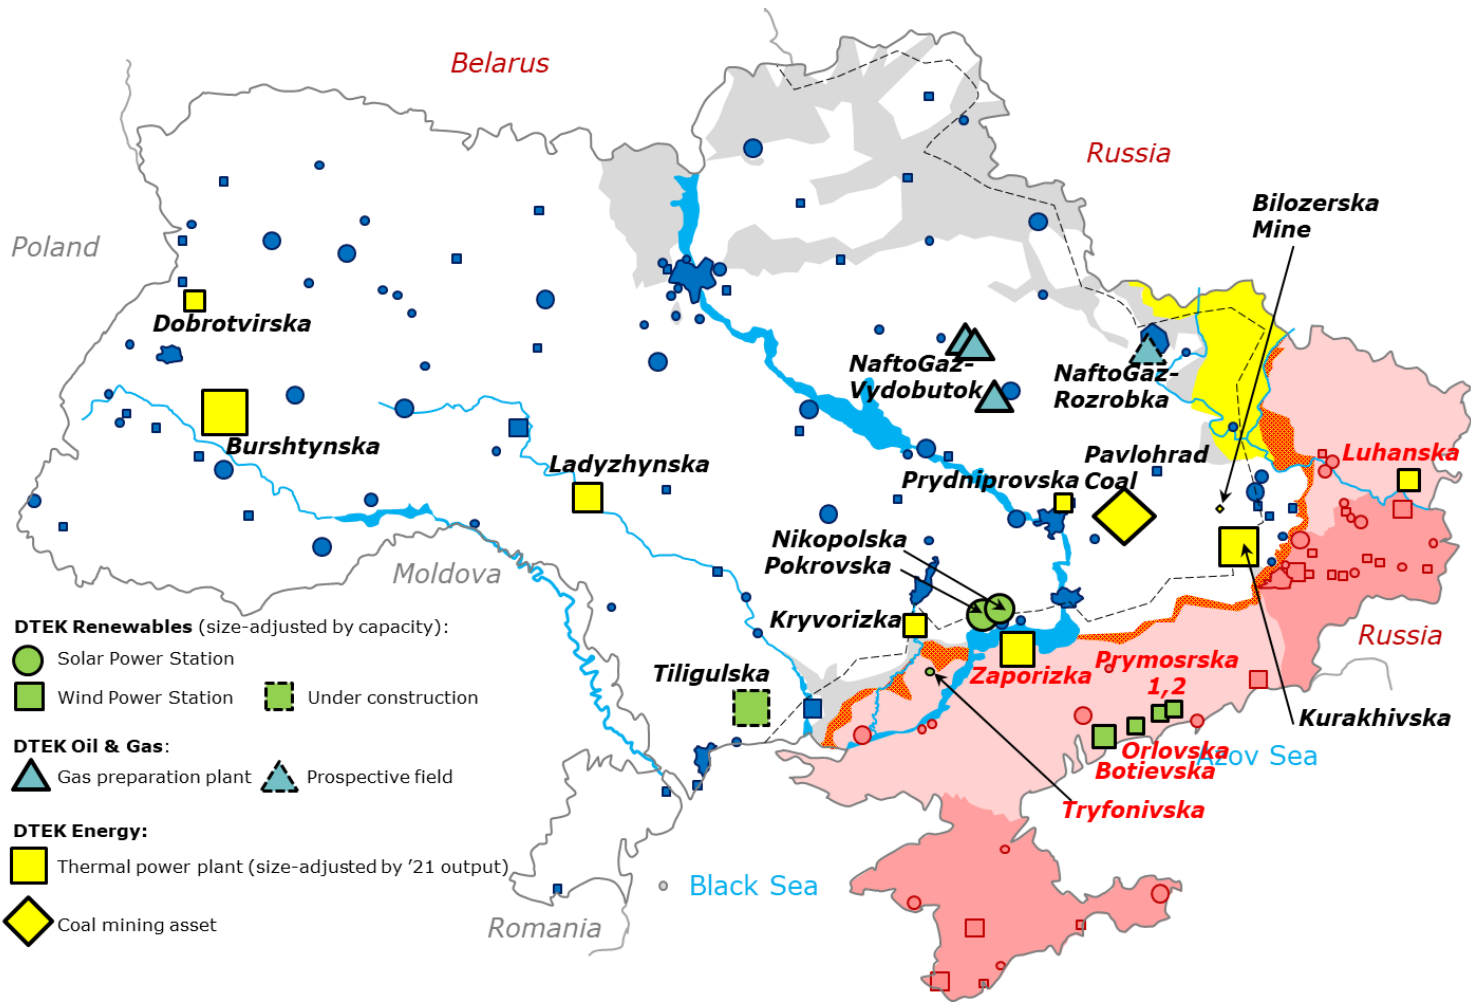 Belarus
Russia
Poland
Bilozerska
Mine
Dobrotvirska
NaftoGaz-
Vydobutok
NaftoGaz-
Rozrobka
Burshtynska
Ladyzhynska
Pavlohrad
Coal
Luhanska
Prydniprovska
Nikopolska
Pokrovska
Moldova
Kryvorizka
Russia
Tiligulska
Zaporizka
Prymosrska
1,2
Kurakhivska
Orlovska
Botievska
Azov Sea
Tryfonivska
DTEK Renewables (size-adjusted by capacity):
Solar Power Station
Wind Power Station
Under construction
DTEK Oil & Gas:
Gas preparation plant
Prospective field
DTEK Energy:
Thermal power plant (size-adjusted by ’21 output)
Coal mining asset
Black Sea
Romania